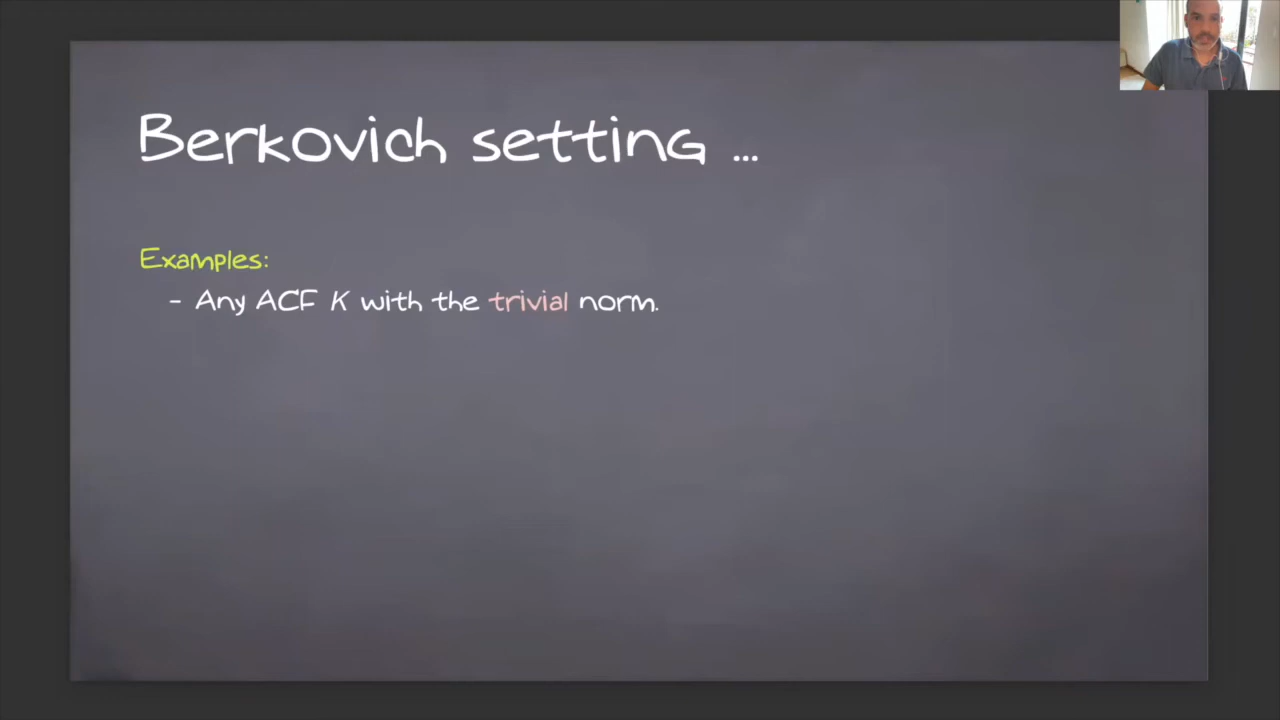 Berkovich setting ...
Examples:
- Any ACF K with the trivial norm.